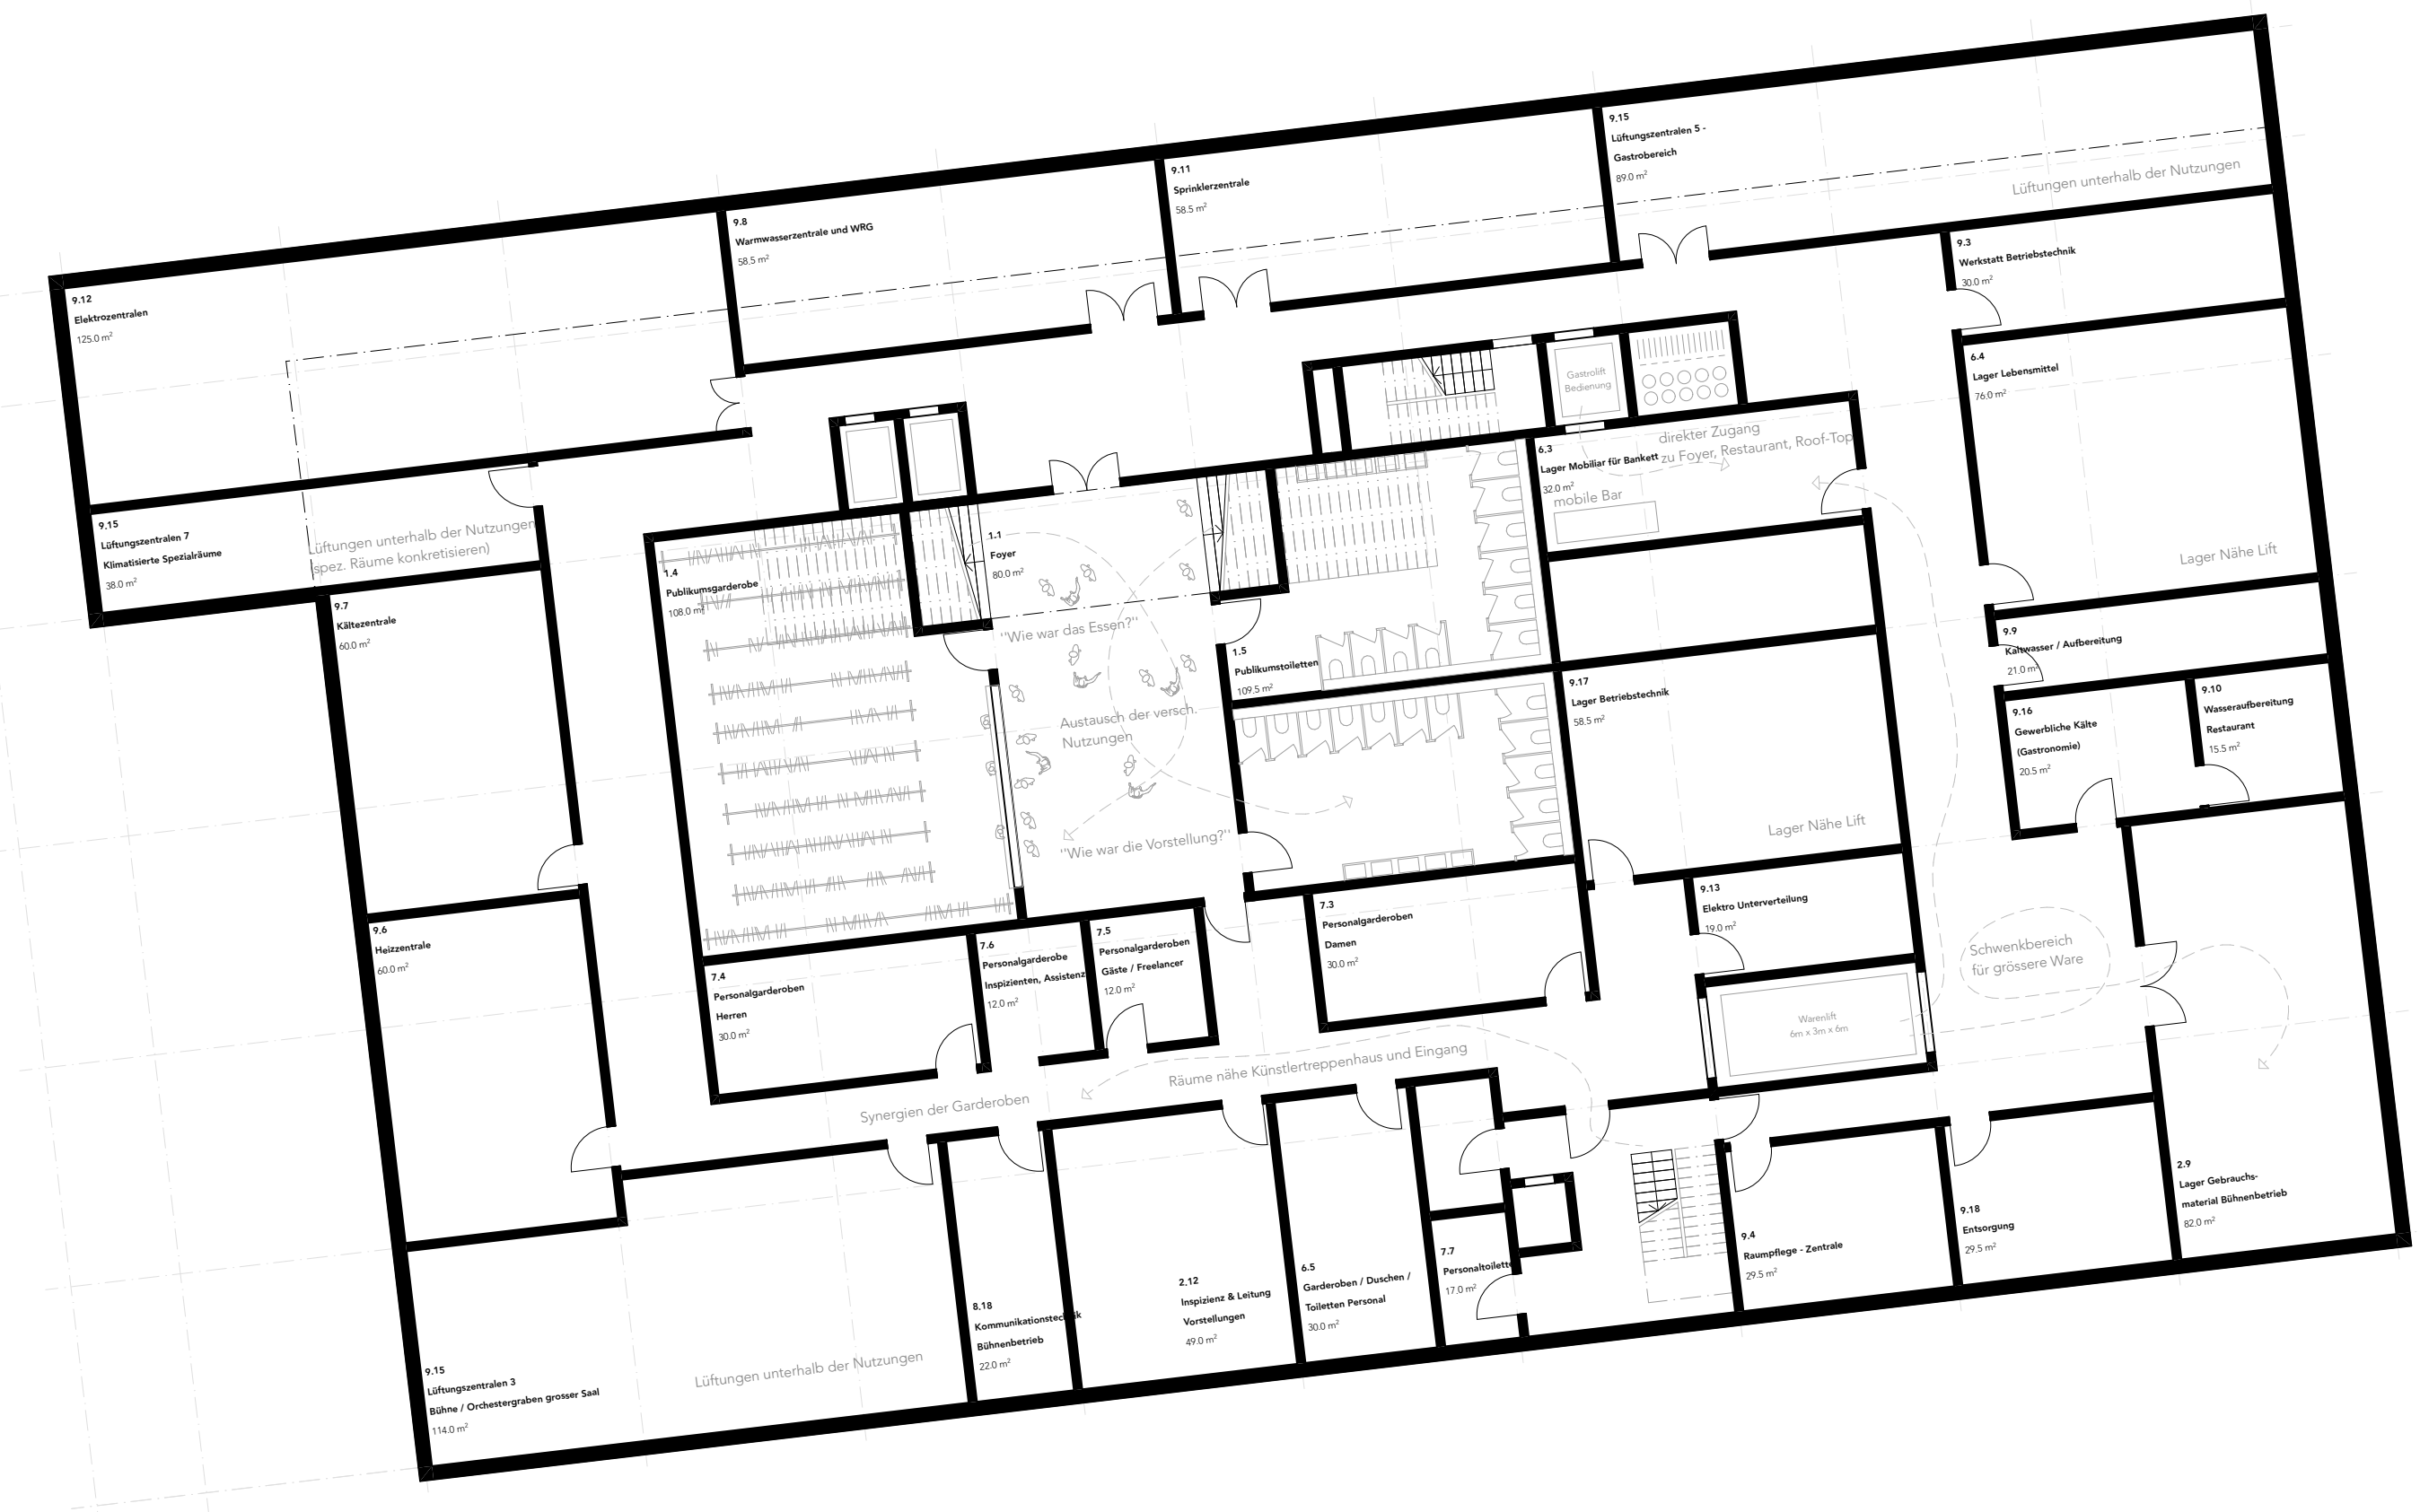 9.12
Elektrozentralen
125.0 m²
9.8
Warmwasserzentrale und WRG
58.5 m²
9.11
Sprinklerzentrale
58.5 m²
9.15
Lüftungszentralen 5 -
Gastrobereich
89.0 m²
Lüftungen unterhalb der Nutzungen
9.3
Werkstatt Betriebstechnik
30.0 m²
6.4
Lager Lebensmittel
76.0 m²
Lager Nähe Lift
Gastrolift
Bedienung
direkter Zugang
zu Foyer, Restaurant, Roof-Top
6.3
Lager Mobiliar für Bankett
32.0 m²
mobile Bar
9.15
Lüftungszentralen 7
Klimatisierte Spezialräume
38.0 m²
Lüftungen unterhalb der Nutzungen
(spez. Räume konkretisieren)
9.7
Kältezentrale
60.0 m²
1.4
Publikumsgarderobe
108.0 m²
1.1
Foyer
80.0 m²
"Wie war das Essen?"
Austausch der versch.
Nutzungen
"Wie war die Vorstellung?"
1.5
Publikumstoiletten
109.5 m²
9.17
Lager Betriebstechnik
58.5 m²
Lager Nähe Lift
9.9
Kaltwasser / Aufbereitung
21.0 m²
9.16
Gewerbliche Kälte
(Gastronomie)
20.5 m²
9.10
Wasseraufbereitung
Restaurant
15.5 m²
9.6
Heizzentrale
60.0 m²
7.4
Personalgarderoben
Herren
30.0 m²
7.6
Personalgarderobe
Inspizienten, Assistenz
12.0 m²
7.5
Personalgarderoben
Gäste / Freelancer
12.0 m²
7.3
Personalgarderoben
Damen
30.0 m²
9.13
Elektro Unterverteilung
19.0 m²
Warenlift
6m x 3m x 6m
Schwenkbereich
für grössere Ware
Räume nähe Künstlertreppenhaus und Eingang
Synergien der Garderoben
9.15
Lüftungszentralen 3
Bühne / Orchestergraben grosser Saal
114.0 m²
Lüftungen unterhalb der Nutzungen
8.18
Kommunikationstechnik
Bühnenbetrieb
22.0 m²
2.12
Inspizienz & Leitung
Vorstellungen
49.0 m²
6.5
Garderoben / Duschen /
Toiletten Personal
30.0 m²
7.7
Personaltoilette
17.0 m²
9.4
Raumpflege - Zentrale
29.5 m²
9.18
Entsorgung
29.5 m²
2.9
Lager Gebrauchs-
material Bühnenbetrieb
82.0 m²